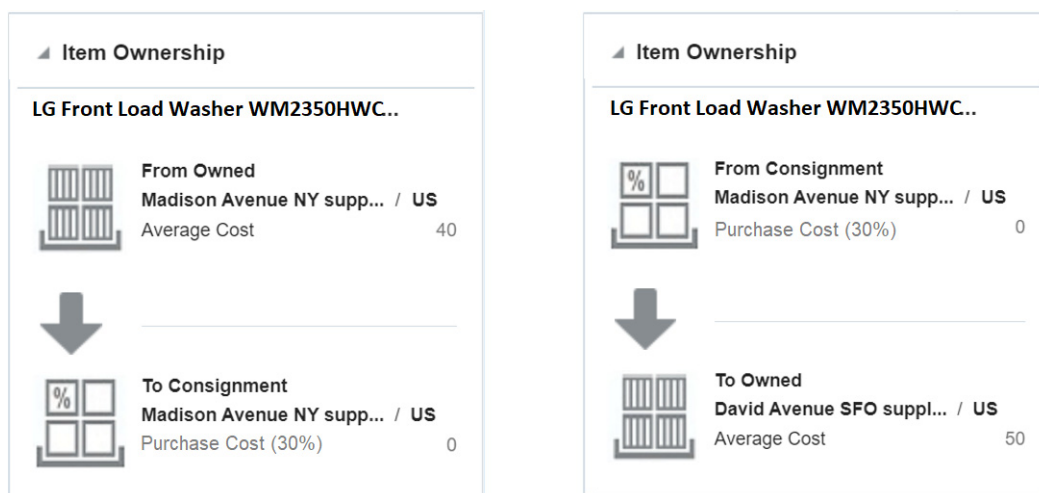 Item Ownership
LG Front Load Washer WM2350HWC...
From Owned
Madison Avenue NY supp... / US
Average Cost 40
To Consignment
%
Madison Avenue NY supp... / US
Purchase Cost (30%) 0
Item Ownership
LG Front Load Washer WM2350HWC...
From Consignment
%
Madison Avenue NY supp... / US
Purchase Cost (30%) 0
To Owned
David Avenue SFO suppl... / US
Average Cost 50